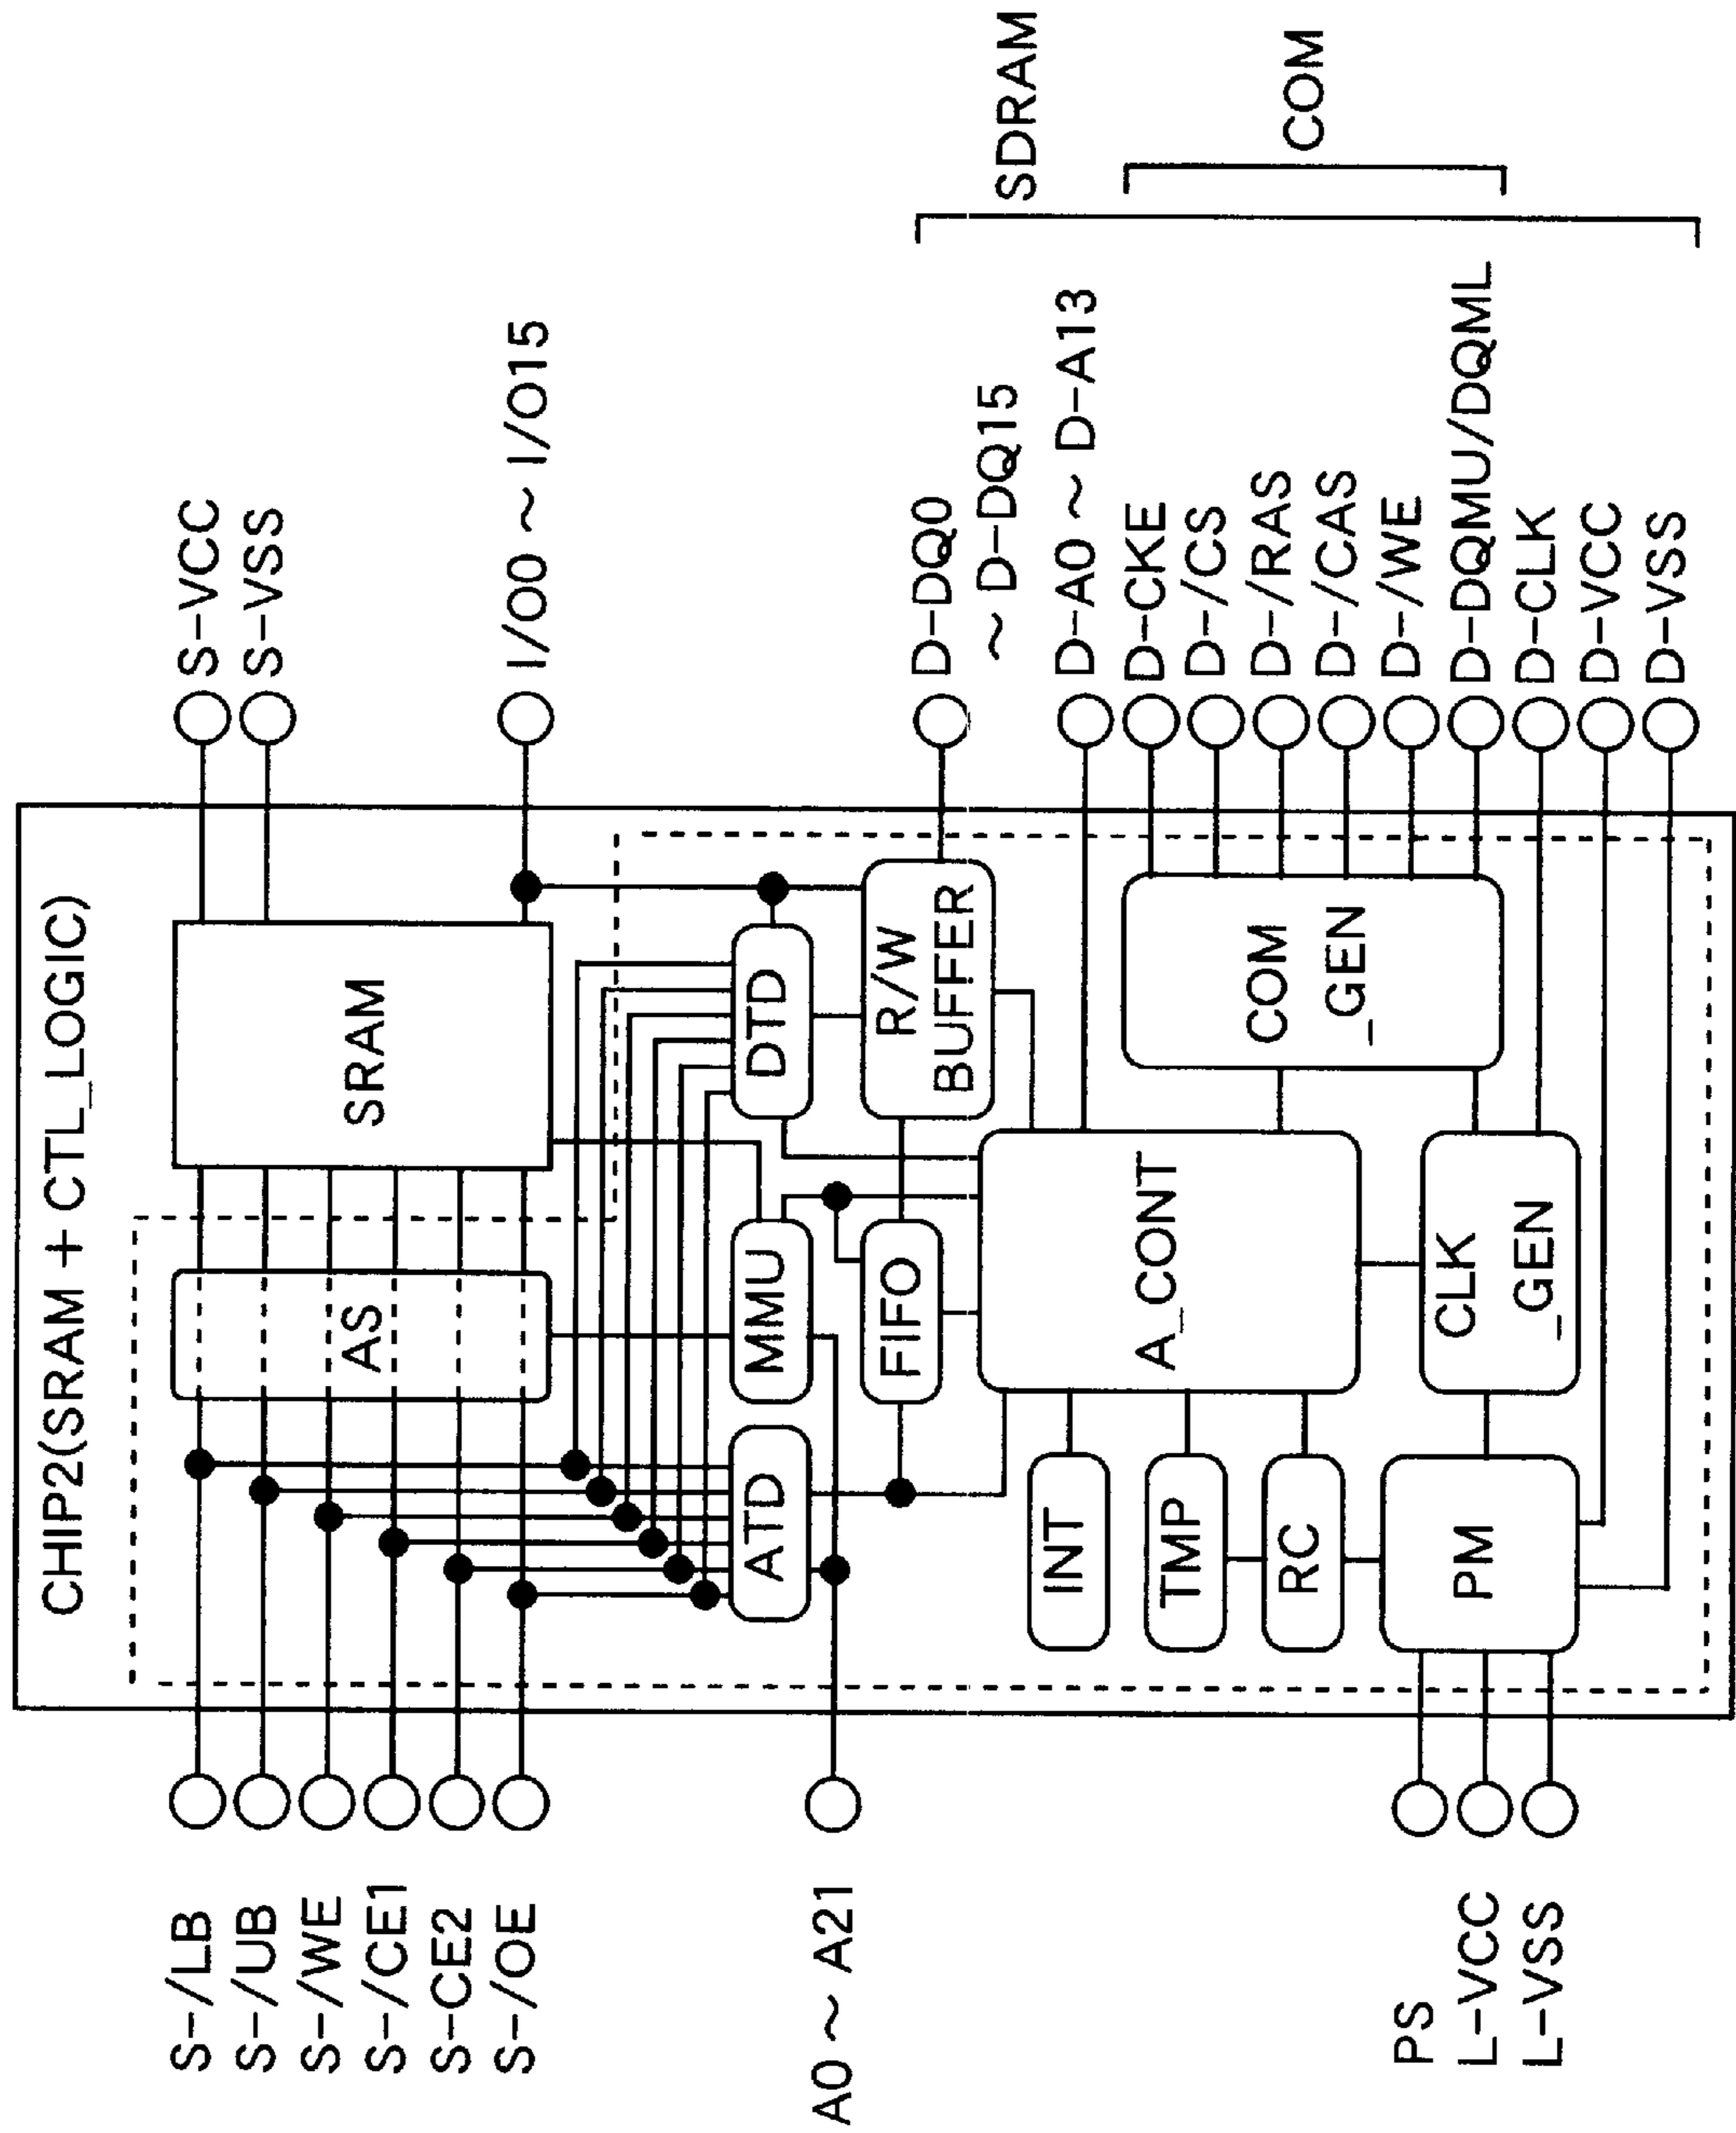 CHIP2(SRAM + CTL_LOGIC)
S-/LB
S-/UB
S-/WE
S-/CE1
S-CE2
S-/OE
A0 ~ A21
PS
L-VCC
L-VSS
AS
SRAM
ATD
MMU
DTD
FIFO
R/W
BUFFER
INT
TMP
RC
PM
A_CONT
CLK
_GEN
COM
_GEN
S-VCC
S-VSS
I/O0 ~ I/O15
D-DQ0
~ D-DQ15
D-A0 ~ D-A13
D-CKE
D-/CS
D-/RAS
D-/CAS
D-/WE
D-DQMU/DQML
D-CLK
D-VCC
D-VSS
SDRAM
COM